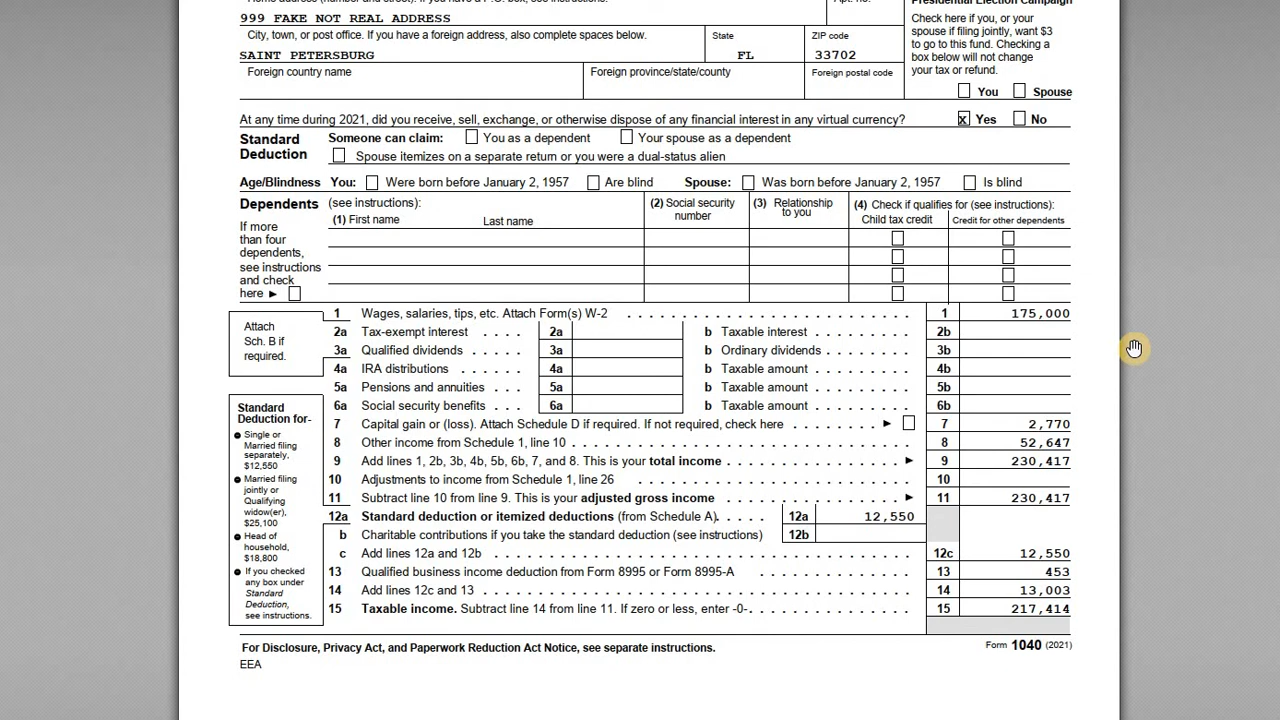 Home address (number and street). If you have a P.O. box, see instructions. Apt. no. Presidential Election Campaign
999 FAKE NOT REAL ADDRESS
Check here if you, or your
spouse if filing jointly, want $3
to go to this fund. Checking a
box below will not change
your tax or refund.
You Spouse
City, town, or post office. If you have a foreign address, also complete spaces below. State ZIP code
SAINT PETERSBURG FL 33702
Foreign country name Foreign province/state/county Foreign postal code
At any time during 2021, did you receive, sell, exchange, or otherwise dispose of any financial interest in any virtual currency? x Yes No
Standard Deduction
Someone can claim: You as a dependent Your spouse as a dependent
Spouse itemizes on a separate return or you were a dual-status alien
Age/Blindness You: Were born before January 2, 1957 Are blind Spouse: Was born before January 2, 1957 Is blind
Dependents (see instructions): (2) Social security number (3) Relationship to you (4) Check if qualifies for (see instructions):
(1) First name Last name Child tax credit Credit for other dependents
If more
than four
dependents,
see instructions
and check
here ►
Attach
Sch. B if
required.
1 Wages, salaries, tips, etc. Attach Form(s) W-2 . . . . . . . . . . . . . . . . . . . . . . 1 175,000
2a Tax-exempt interest . . . . 2a b Taxable interest . . . . . . . . 2b
3a Qualified dividends . . . . . 3a b Ordinary dividends . . . . . . . 3b
4a IRA distributions . . . . . . 4a b Taxable amount . . . . . . . . 4b
5a Pensions and annuities . . . 5a b Taxable amount . . . . . . . . 5b
6a Social security benefits . . . 6a b Taxable amount . . . . . . . . 6b
Standard
Deduction for-
Single or
Married filing
separately,
$12,550
Married filing
jointly or
Qualifying
widow(er),
$25,100
Head of
household,
$18,800
If you checked
any box under
Standard
Deduction,
see instructions.
7 Capital gain or (loss). Attach Schedule D if required. If not required, check here . . . . . . . ► 7 2,770
8 Other income from Schedule 1, line 10 . . . . . . . . . . . . . . . . . . . . . . . . . . 8 52,647
9 Add lines 1, 2b, 3b, 4b, 5b, 6b, 7, and 8. This is your total income . . . . . . . . . . . . . ► 9 230,417
10 Adjustments to income from Schedule 1, line 26 . . . . . . . . . . . . . . . . . . . . . 10
11 Subtract line 10 from line 9. This is your adjusted gross income . . . . . . . . . . . . . ► 11 230,417
12a Standard deduction or itemized deductions (from Schedule A). . . . . 12a 12,550
b Charitable contributions if you take the standard deduction (see instructions) 12b
c Add lines 12a and 12b . . . . . . . . . . . . . . . . . . . . . . . . . . . . . . . . 12c 12,550
13 Qualified business income deduction from Form 8995 or Form 8995-A . . . . . . . . . . . 13 453
14 Add lines 12c and 13 . . . . . . . . . . . . . . . . . . . . . . . . . . . . . . . . 14 13,003
15 Taxable income. Subtract line 14 from line 11. If zero or less, enter -0-. . . . . . . . . . . . 15 217,414
For Disclosure, Privacy Act, and Paperwork Reduction Act Notice, see separate instructions. Form 1040 (2021)
EEA